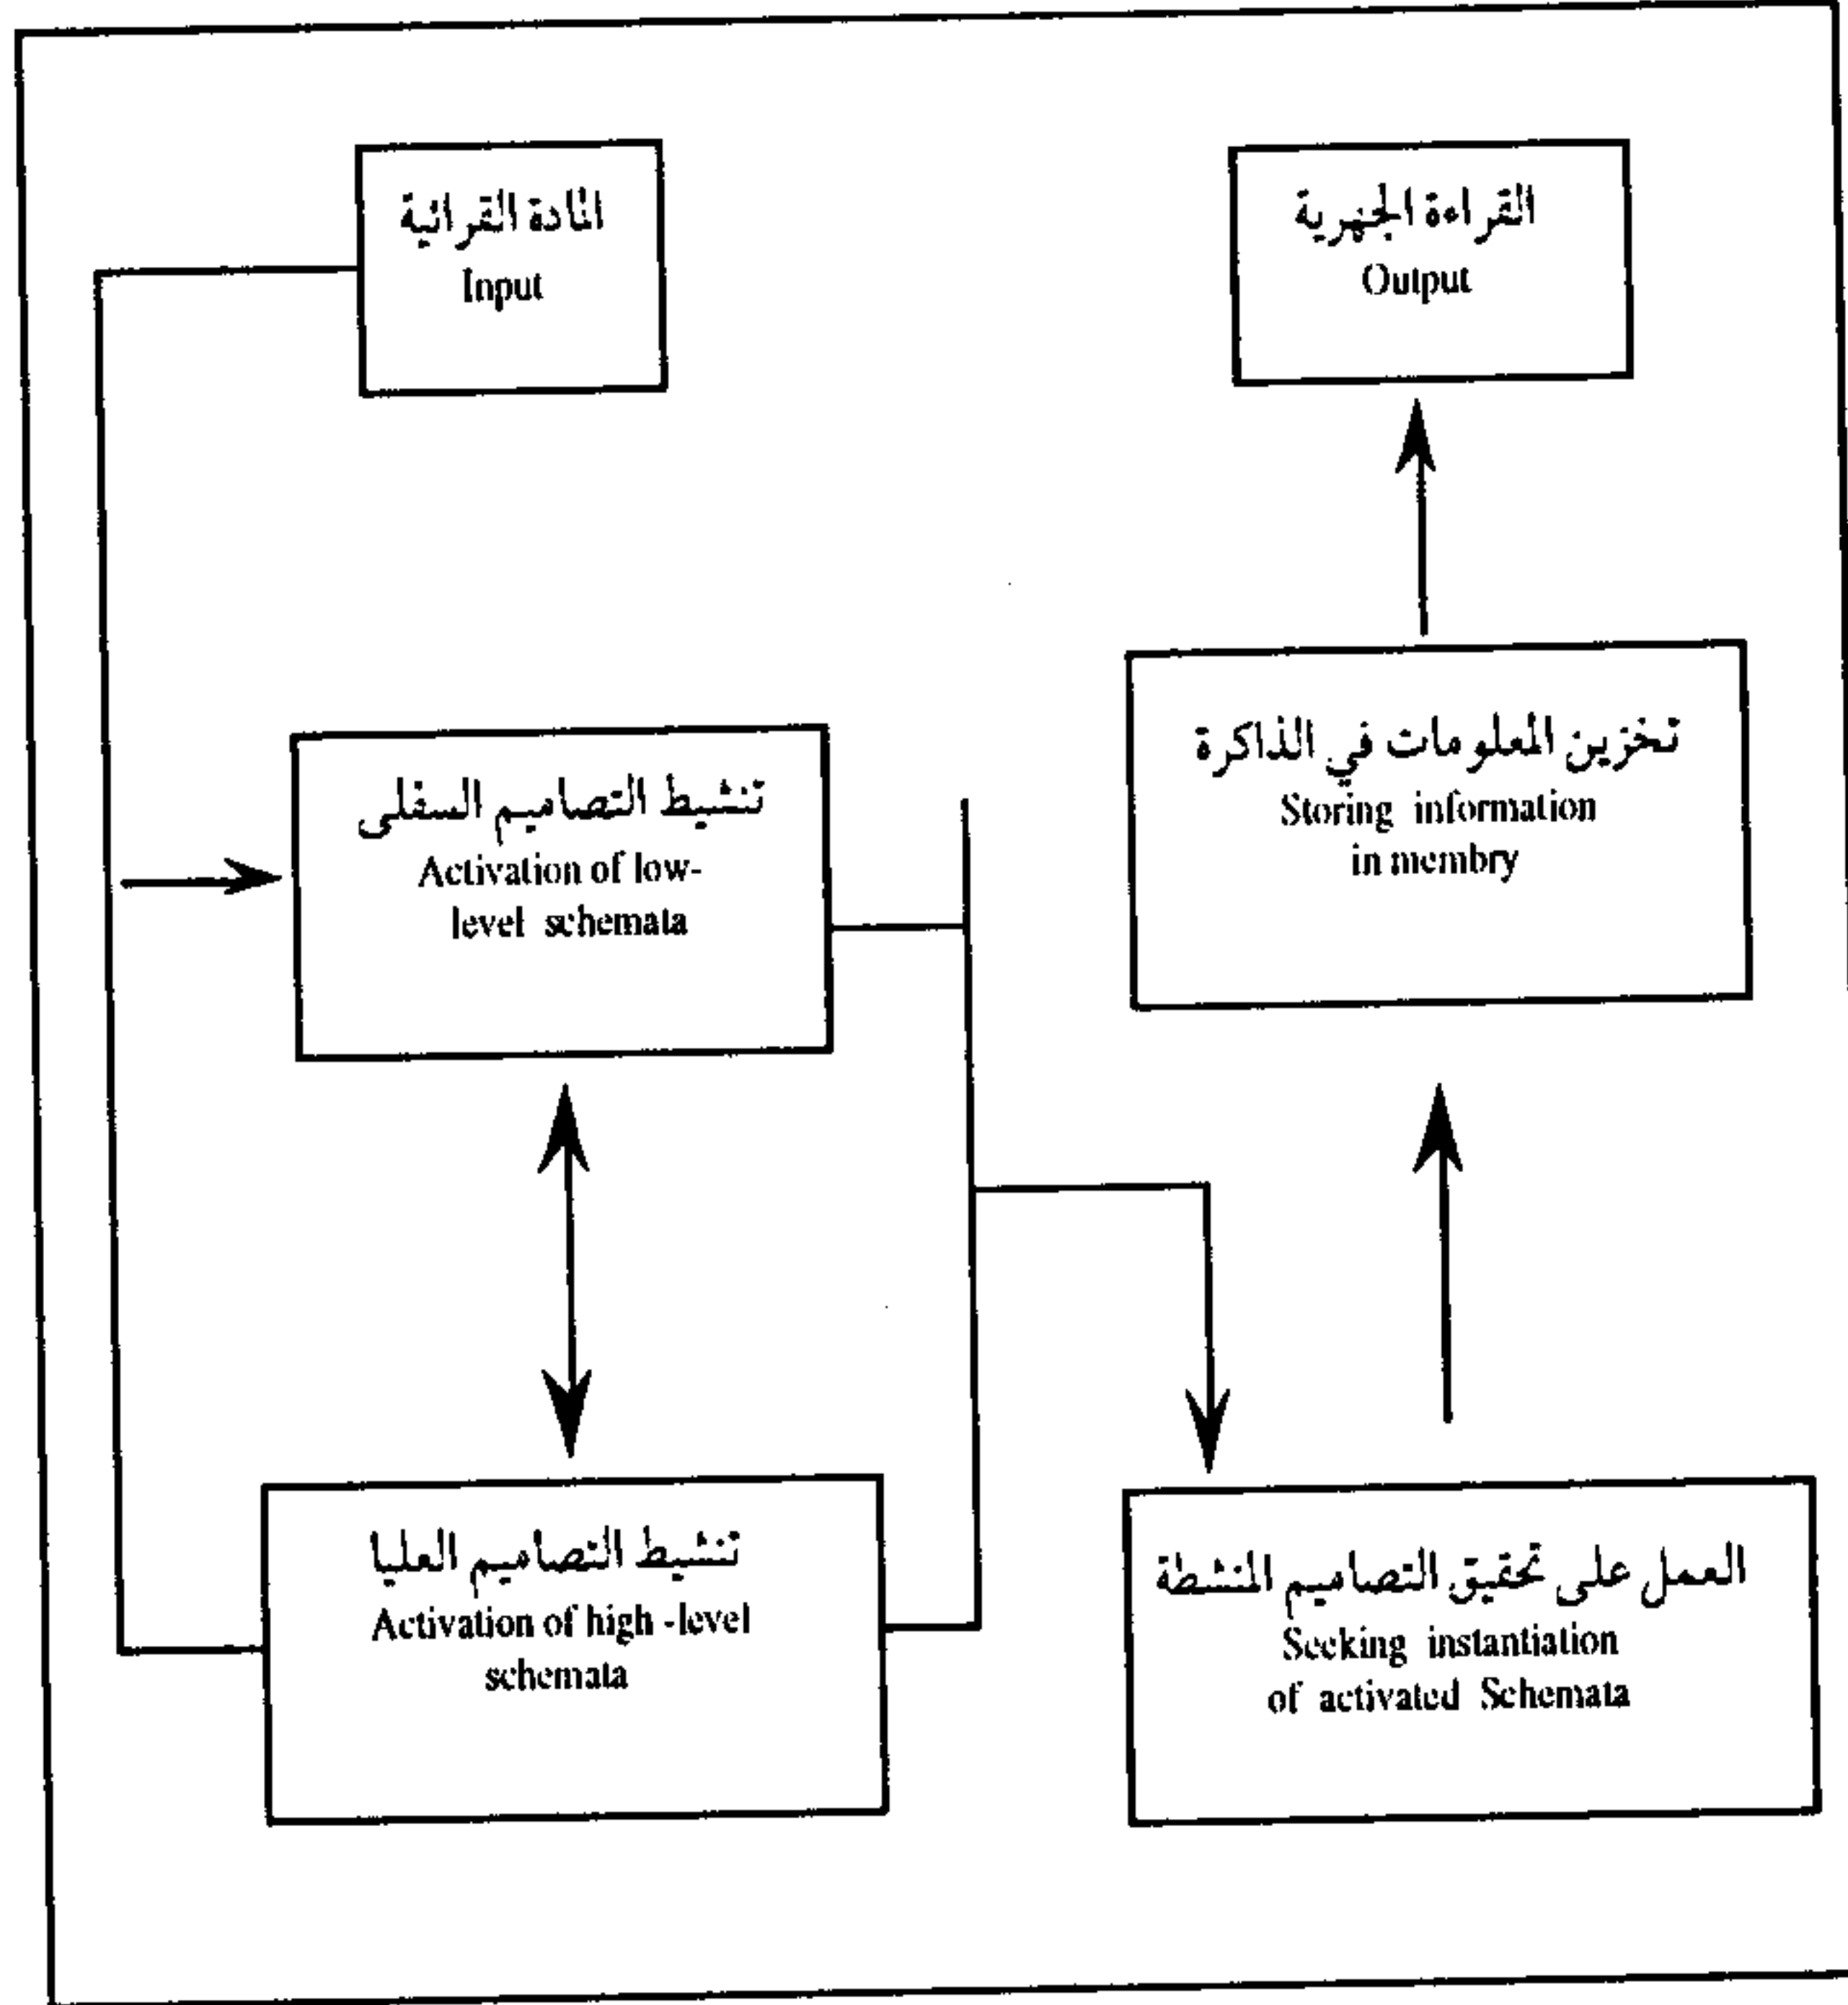 المادة القرائية
Input
القراءة الجهرية
Output
تنشيط التصاميم السفلى
Activation of low-
level schemata
تخزين المعلومات في الذاكرة
Storing information
in membry
تنشيط التصاميم العليا
Activation of high -level
schemata
العمل على تحقيق التصاميم المنشطة
Seeking instantiation
of activated Schemata